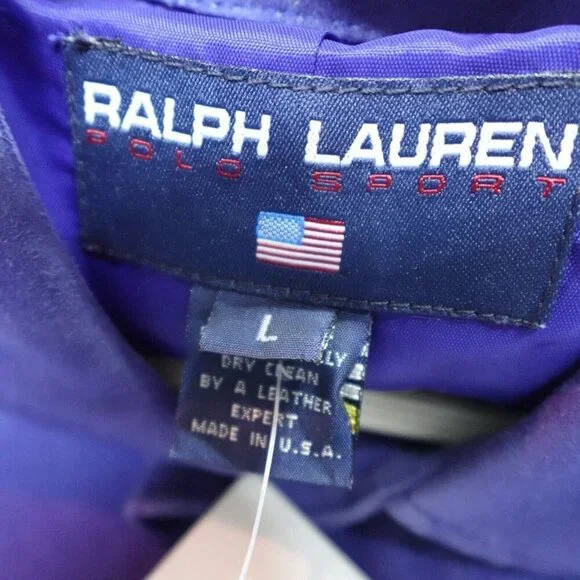 RALPH LAUREN
POLO SPORT
L
DRY CLEAN
BY A LEATHER
EXPERT
MADE IN U.S.A.